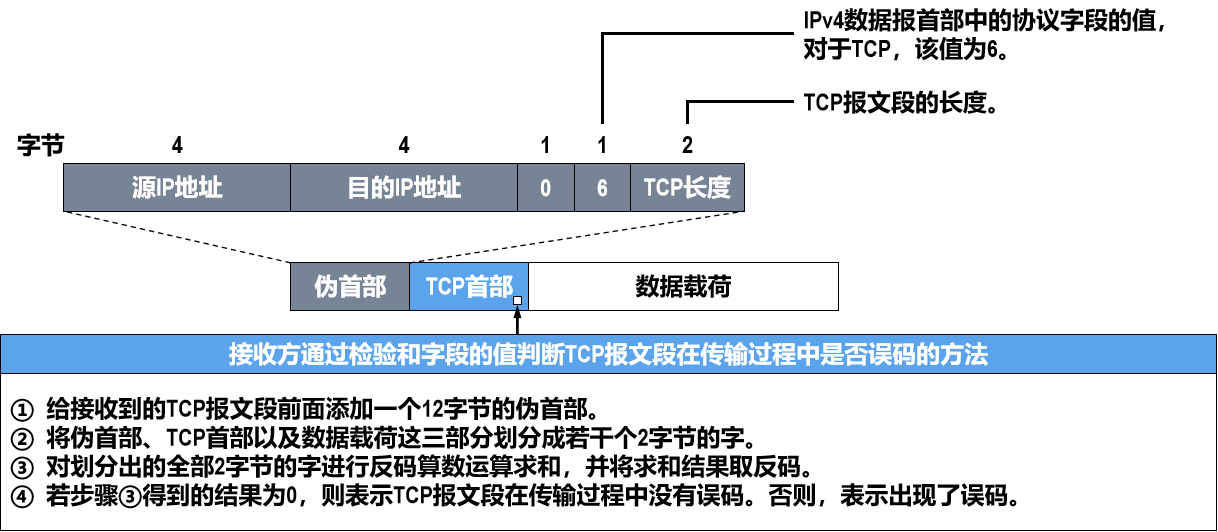 IPv4数据报首部中的协议字段的值，
对于TCP，该值为6。
TCP报文段的长度。
字节 4 4 1 1 2
源IP地址 目的IP地址 0 6 TCP长度
伪首部 TCP首部 数据载荷
接收方通过检验和字段的值判断TCP报文段在传输过程中是否误码的方法
① 给接收到的TCP报文段前面添加一个12字节的伪首部。
② 将伪首部、TCP首部以及数据载荷这三部分划分成若干个2字节的字。
③ 对划分出的全部2字节的字进行反码算数运算求和，并将求和结果取反码。
④ 若步骤③得到的结果为0，则表示TCP报文段在传输过程中没有误码。否则，表示出现了误码。